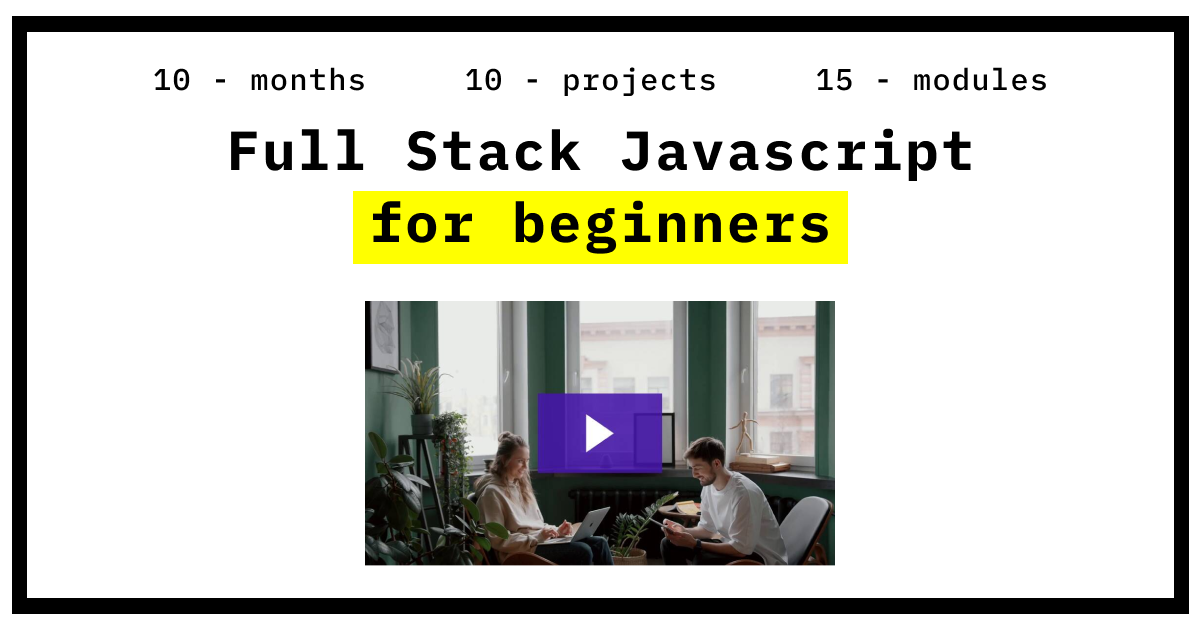 10 - months 10 - projects 15 - modules
Full Stack Javascript
for beginners